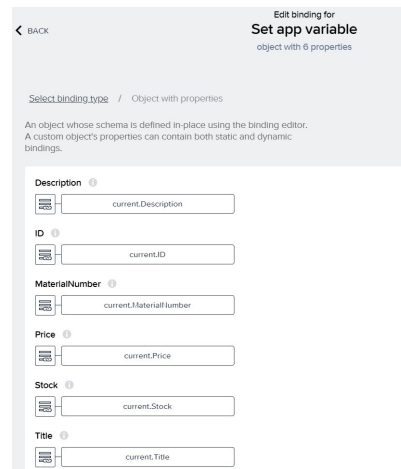 Edit binding for
BACK
Set app variable
object with 6 properties
Select binding type / Object with properties
An object whose schema is defined in-place using the binding editor.
A custom object's properties can contain both static and dynamic
bindings.
Description
current.Description
ID
current.ID
MaterialNumber
current.MaterialNumber
Price
current.Price
Stock
current.Stock
Title
current.Title